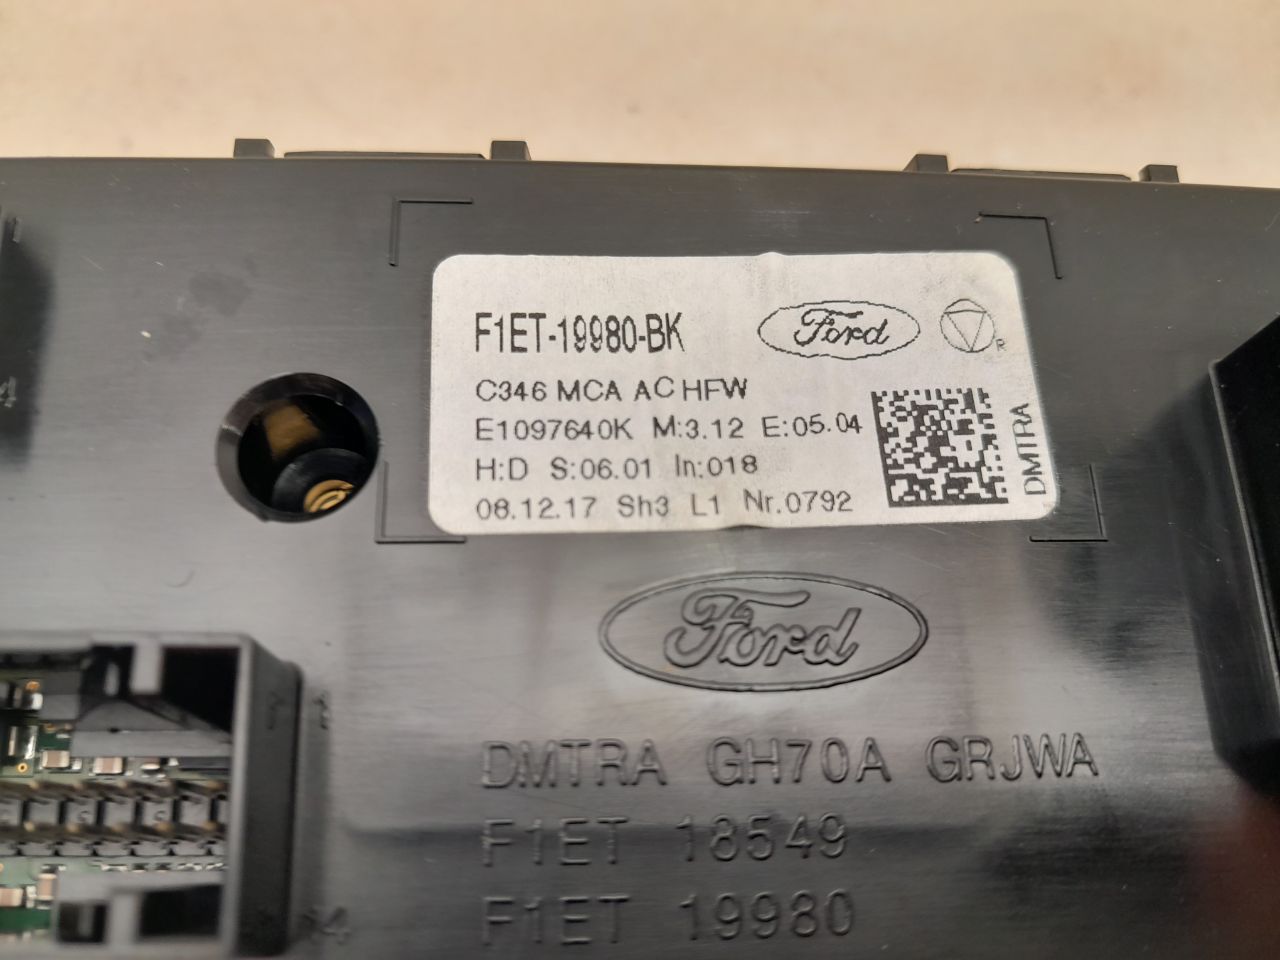 F1ET-19980-BK
Ford
R
C346 MCA AC HFW
E1097640K M:3.12 E:05.04
H:D S:06.01 In:018
08.12.17 Sh3 L1 Nr.0792
DMTRA
Ford
DMTRA GH70A GRJWA
F1ET 18549
F1ET 19980